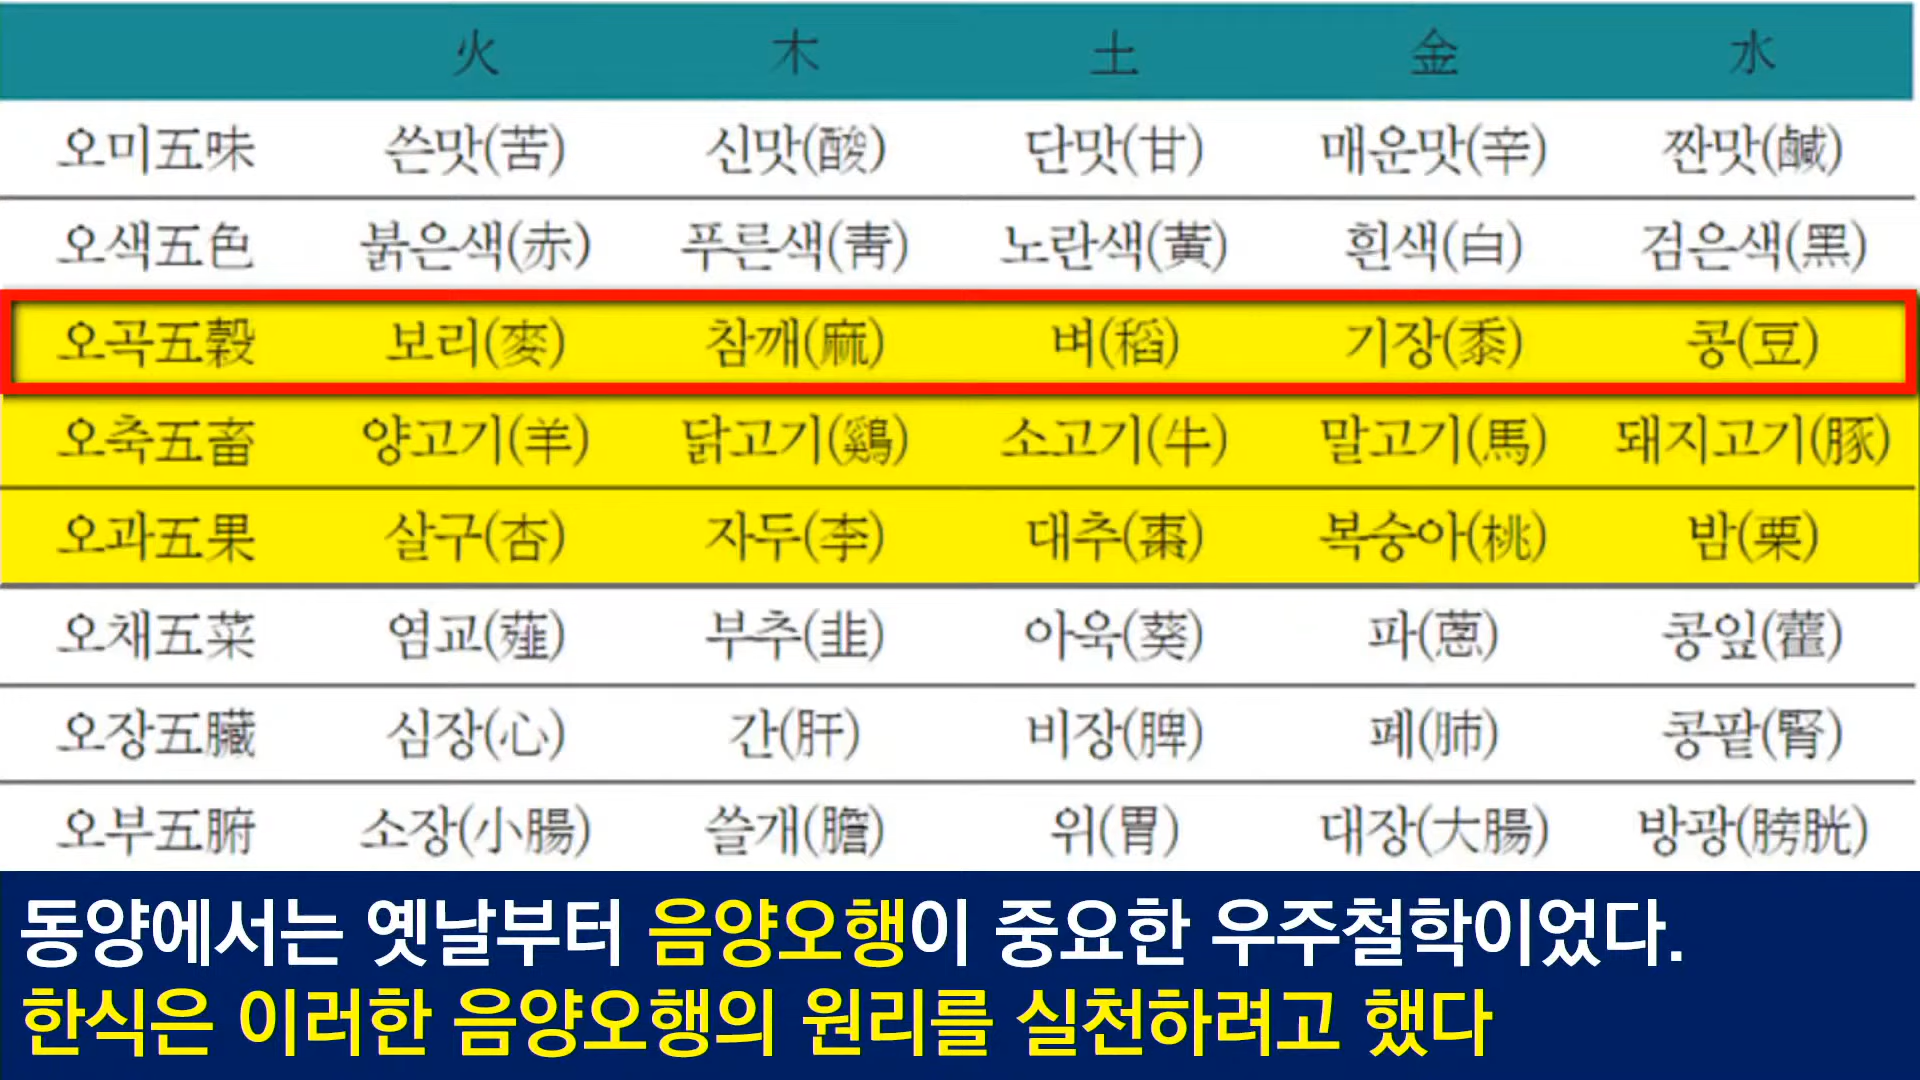 火 木 土 金 水
오미五味 쓴맛(苦) 신맛(酸) 단맛(甘) 매운맛(辛) 짠맛(鹹)
오색五色 붉은색(赤) 푸른색(靑) 노란색(黃) 흰색(白) 검은색(黑)
오곡五穀 보리(麥) 참깨(麻) 벼(稻) 기장(黍) 콩(豆)
오축五畜 양고기(羊) 닭고기(鷄) 소고기(牛) 말고기(馬) 돼지고기(豚)
오과五果 살구(杏) 자두(李) 대추(棗) 복숭아(桃) 밤(栗)
오채五菜 염교(薤) 부추(韭) 아욱(葵) 파(蔥) 콩잎(藿)
오장五臟 심장(心) 간(肝) 비장(脾) 폐(肺) 콩팥(腎)
오부五腑 소장(小腸) 쓸개(膽) 위(胃) 대장(大腸) 방광(膀胱)
동양에서는 옛날부터 음양오행이 중요한 우주철학이었다.
한식은 이러한 음양오행의 원리를 실천하려고 했다